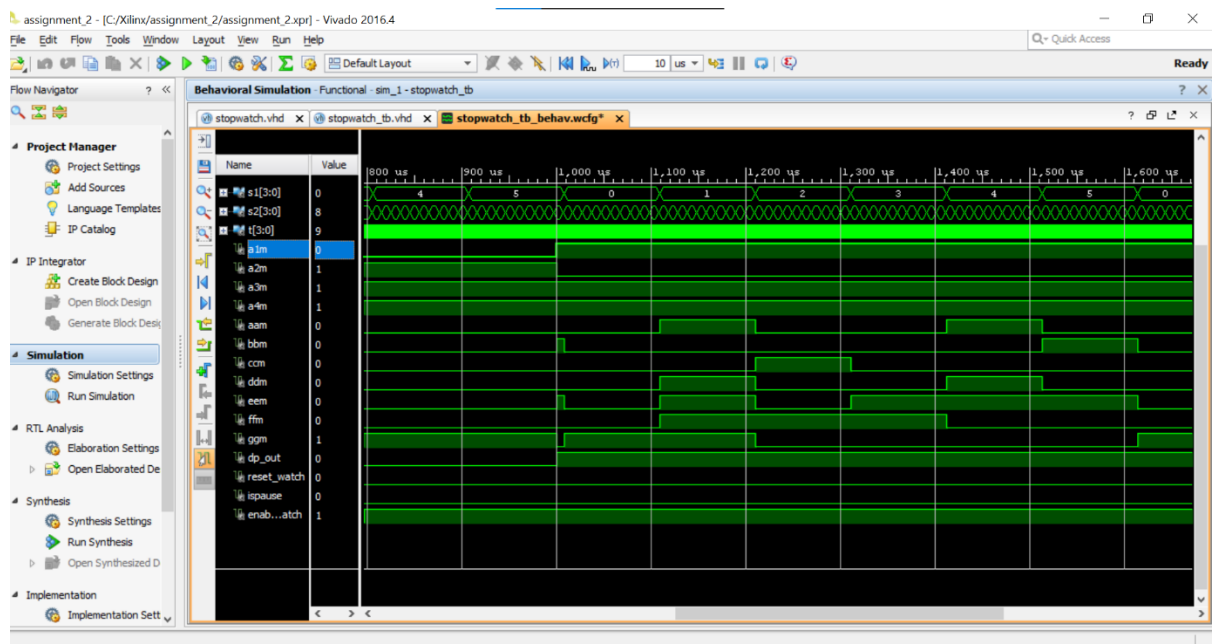 assignment_2 - [C:/Xilinx/assignment_2/assignment_2.xpr] - Vivado 2016.4
File Edit Flow Tools Window Layout View Run Help
Q- Quick Access
Default Layout 10 us Ready
Flow Navigator ? «
Behavioral Simulation - Functional - sim_1 - stopwatch_tb ? X
stopwatch.vhd x stopwatch_tb.vhd x stopwatch_tb_behav.wcfg* x ?
Project Manager
Project Settings
Add Sources
Language Templates
IP Catalog
IP Integrator
Create Block Design
Open Block Design
Generate Block Desig
Simulation
Simulation Settings
Run Simulation
RTL Analysis
Elaboration Settings
Open Elaborated De
Synthesis
Synthesis Settings
Run Synthesis
Open Synthesized D
Implementation
Implementation Sett
Name Value
800 us 900 us 1,000 us 1,100 us 1,200 us 1,300 us 1,400 us 1,500 us 1,600 us
s1[3:0] 0 4 5 0 1 2 3 4 5 0
s2[3:0] 8
t[3:0] 9
a1m 0
a2m 1
a3m 1
a4m 1
aam 0
bbm 0
ccm 0
ddm 0
eem 0
ffm 0
ggm 1
dp_out 0
reset_watch 0
ispause 0
enab...atch 1